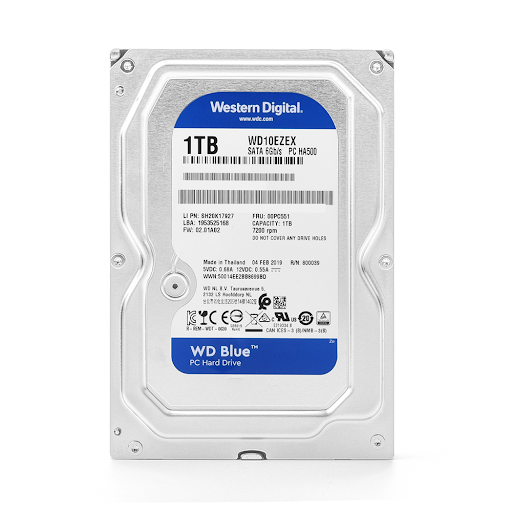 Western Digital.
www.wdc.com
1TB
WD10EZEX
SATA 6Gb/s PC HA500
LI PN: SH20K17927 FRU: 00PC551
LBA: 1953525168 CAPACITY: 1TB
FW: 02.01A02 7200 rpm
DO NOT COVER ANY DRIVE HOLES
Made in Thailand 04 FEB 2019 R/N: 800039
5VDC: 0.68A 12VDC: 0.55A
WWN: 50014EE2BB8699BD
WD NL B.V. Taurusavenue 5,
2132 LS Hoofddorp NL
CAN ICES-3 (B)/NMB-3(B)
WD Blue™
PC Hard Drive